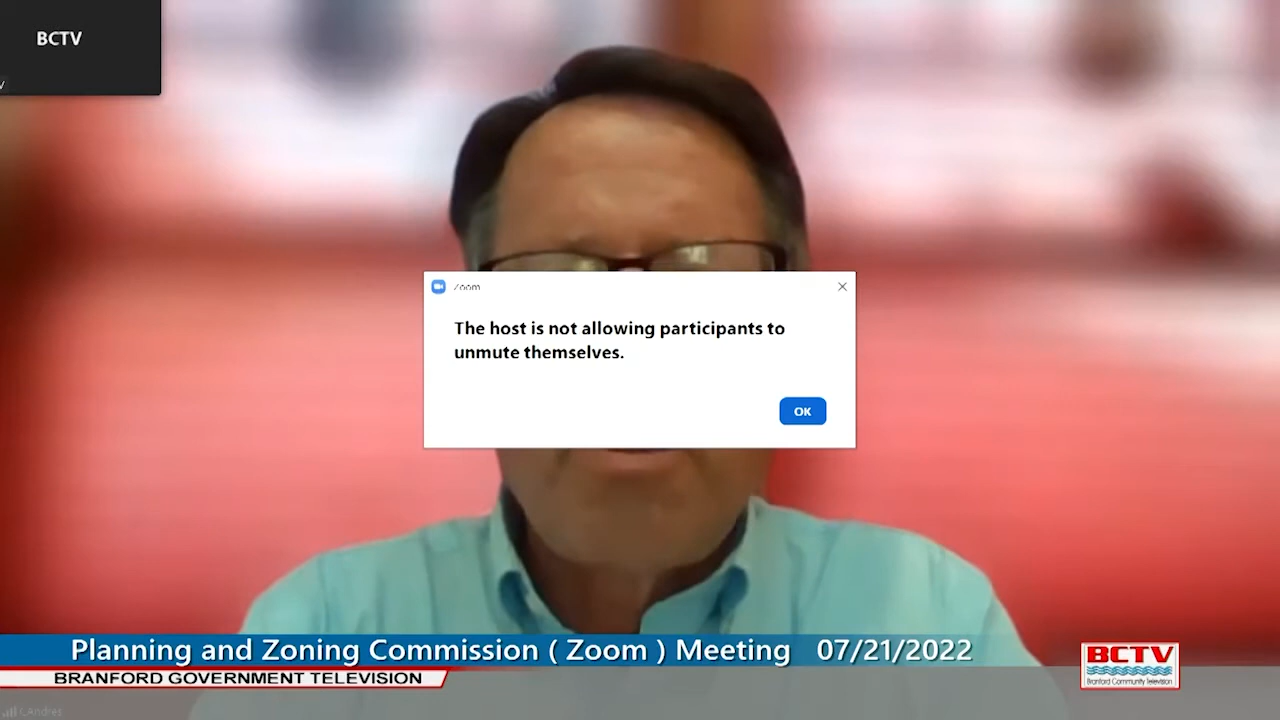 BCTV
Zoom
The host is not allowing participants to
unmute themselves.
OK
Planning and Zoning Commission ( Zoom ) Meeting 07/21/2022
BRANFORD GOVERNMENT TELEVISION
BCTV
Branford Community Television